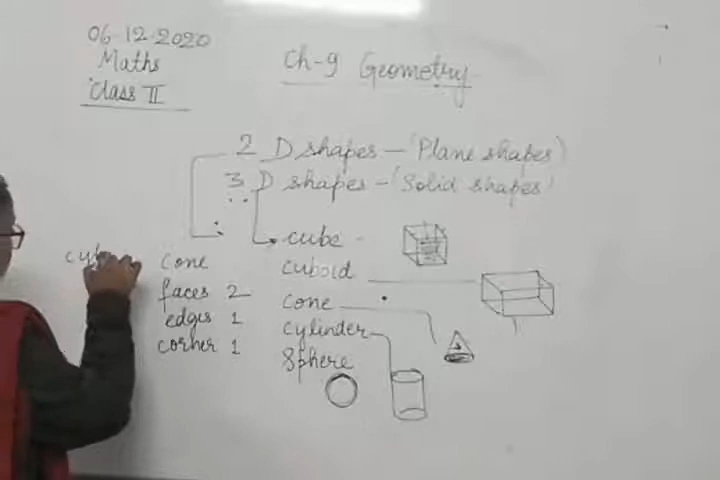 06-12-2020
Maths
Class II
Ch-9 Geometry
2 D shapes - (Plane shapes)
3 D shapes - (Solid shapes)
cube -
cuboid
cone
cylinder
Sphere
cone
faces 2
edges 1
corner 1